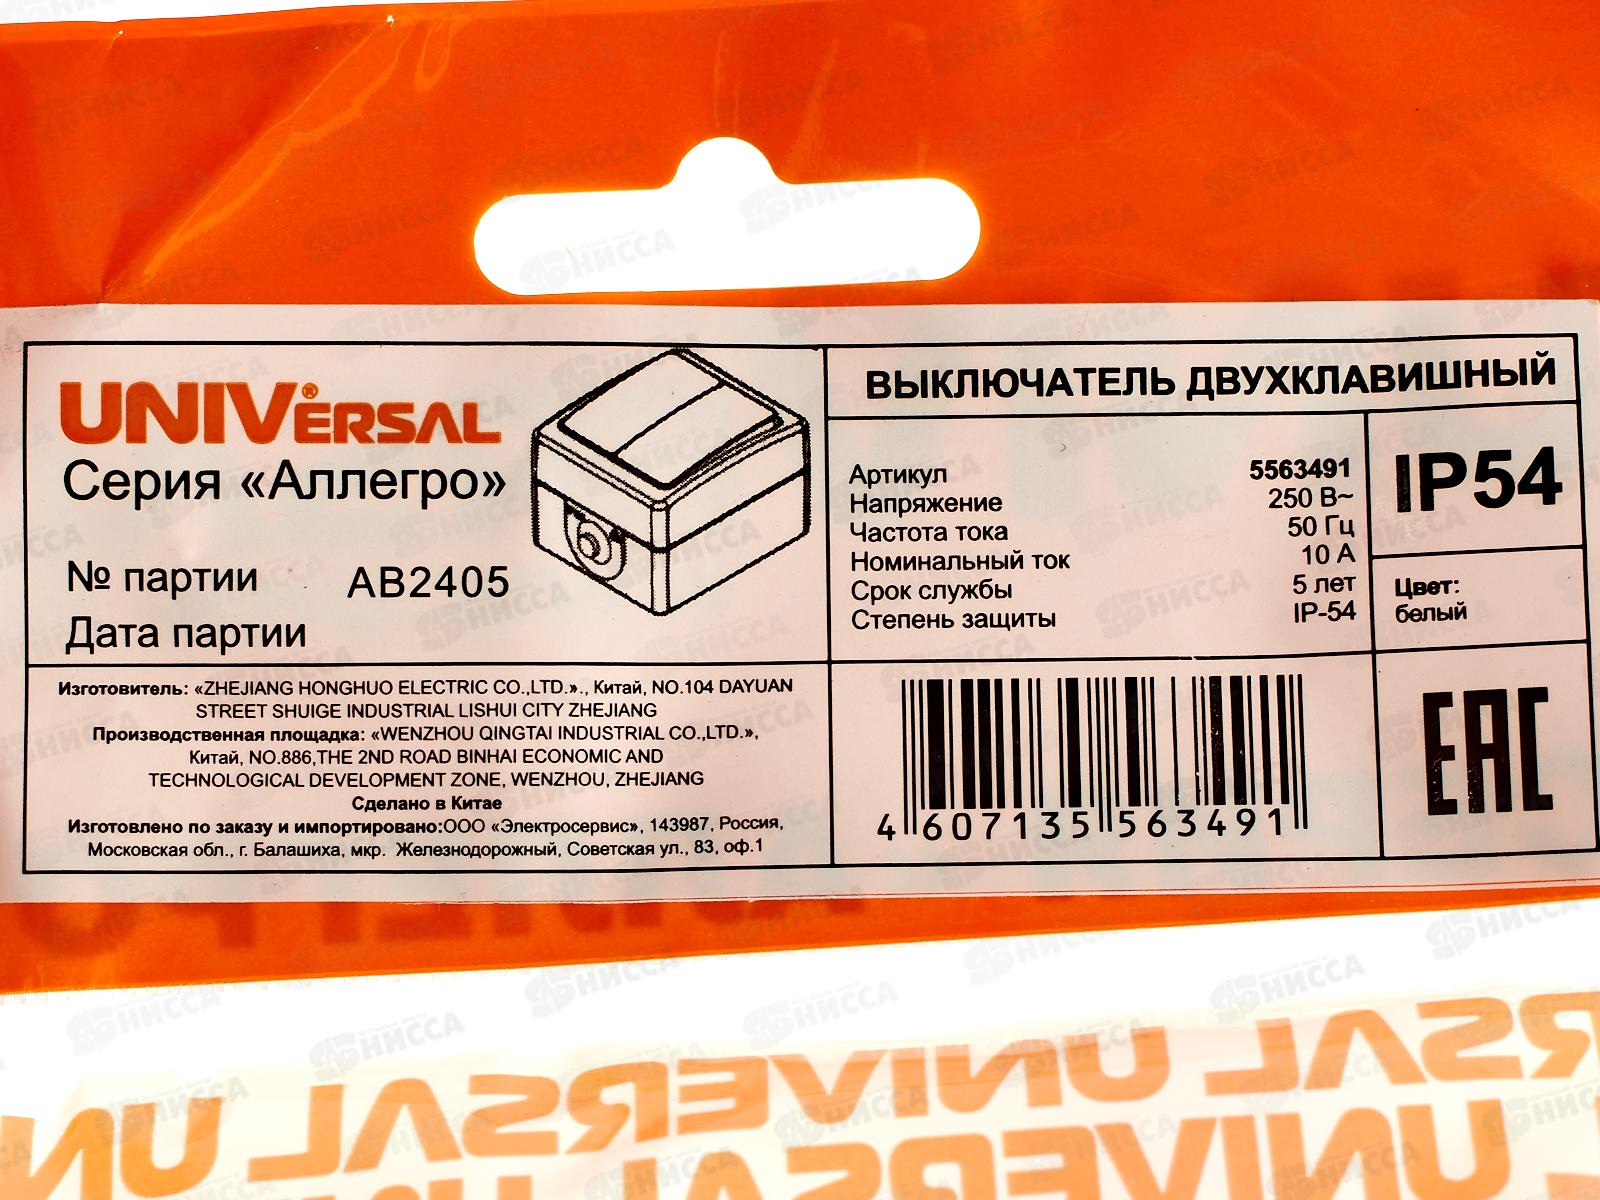 UNIVERSAL®
Серия «Аллегро»
№ партии AB2405
Дата партии
ВЫКЛЮЧАТЕЛЬ ДВУХКЛАВИШНЫЙ
Артикул 5563491
Напряжение 250 В~
Частота тока 50 Гц
Номинальный ток 10 А
Срок службы 5 лет
Степень защиты IP-54
IP54
Цвет:
белый
Изготовитель: «ZHEJIANG HONGHUO ELECTRIC CO.,LTD.»., Китай, NO.104 DAYUAN
STREET SHUIGE INDUSTRIAL LISHUI CITY ZHEJIANG
Производственная площадка: «WENZHOU QINGTAI INDUSTRIAL CO.,LTD.»,
Китай, NO.886,THE 2ND ROAD BINHAI ECONOMIC AND
TECHNOLOGICAL DEVELOPMENT ZONE, WENZHOU, ZHEJIANG
Сделано в Китае
Изготовлено по заказу и импортировано:ООО «Электросервис», 143987, Россия,
Московская обл., г. Балашиха, мкр. Железнодорожный, Советская ул., 83, оф.1
4 607135 563491
EAC
UNIVERSAL UNIVERSAL
UNIVERSAL
НИССА